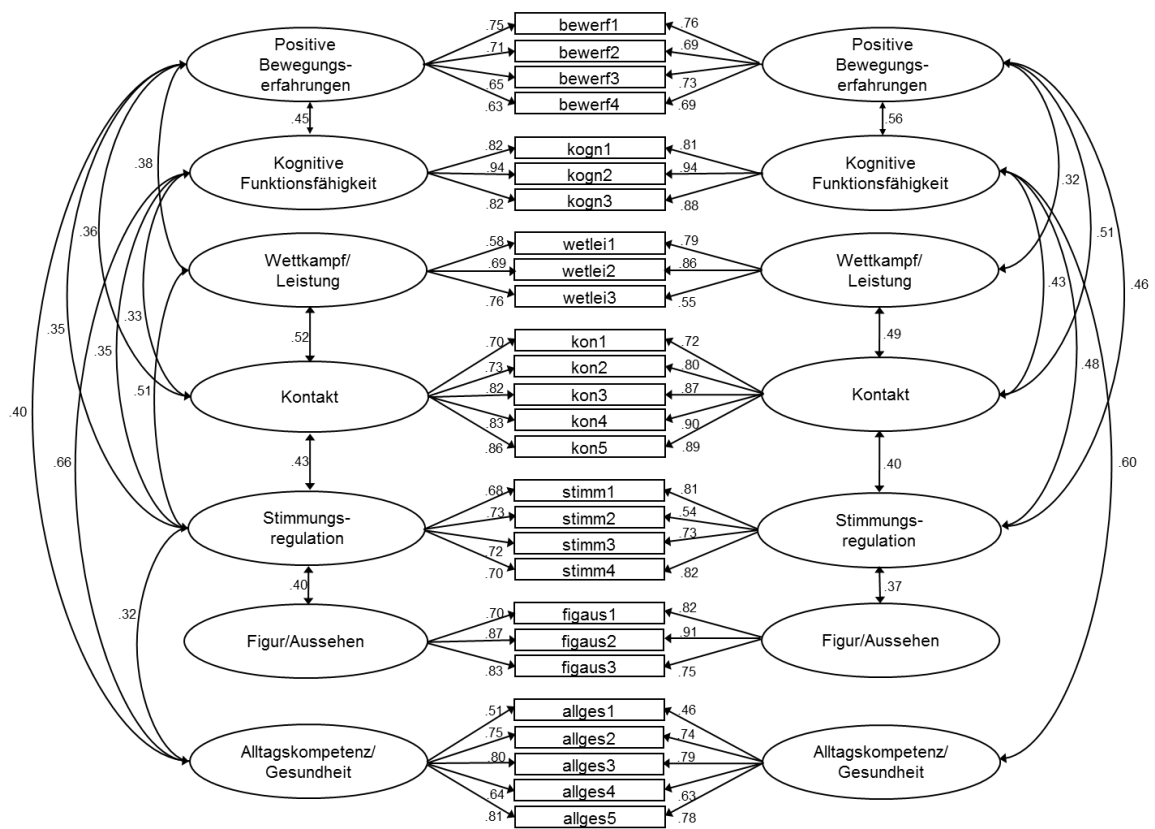 .75
bewerf1
.76
Positive
Bewegungs-
erfahrungen
.71
bewerf2
.69
Positive
Bewegungs-
erfahrungen
.65
bewerf3
.73
.63
bewerf4
.69
.45
.56
.82
kogn1
.81
.38
Kognitive
Funktionsfähigkeit
.94
kogn2
.94
Kognitive
Funktionsfähigkeit
.32
.82
kogn3
.88
.36
.51
.58
wetlei1
.79
Wettkampf/
Leistung
.69
wetlei2
.86
Wettkampf/
Leistung
.43
.46
.76
wetlei3
.55
.35
.33
.35
.52
.49
.70
kon1
.72
.48
.73
kon2
.80
.51
Kontakt
.82
kon3
.87
Kontakt
.40
.83
kon4
.90
.86
kon5
.89
.66
.43
.40
.60
.68
stimm1
.81
Stimmungs-
regulation
.73
stimm2
.54
Stimmungs-
regulation
.72
stimm3
.73
.70
stimm4
.82
.40
.37
.32
.70
figaus1
.82
Figur/Aussehen
.87
figaus2
.91
Figur/Aussehen
.83
figaus3
.75
.51
allges1
.46
.75
allges2
.74
Alltagskompetenz/
Gesundheit
.80
allges3
.79
Alltagskompetenz/
Gesundheit
.64
allges4
.63
.81
allges5
.78